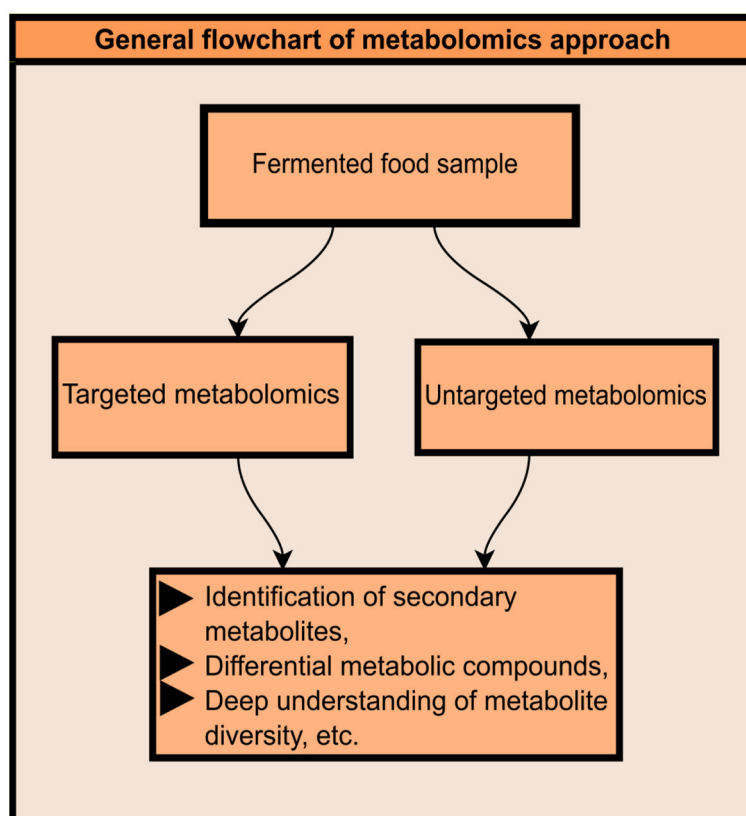 General flowchart of metabolomics approach
Fermented food sample
Targeted metabolomics
Untargeted metabolomics
Identification of secondary
metabolites,
Differential metabolic compounds,
Deep understanding of metabolite
diversity, etc.